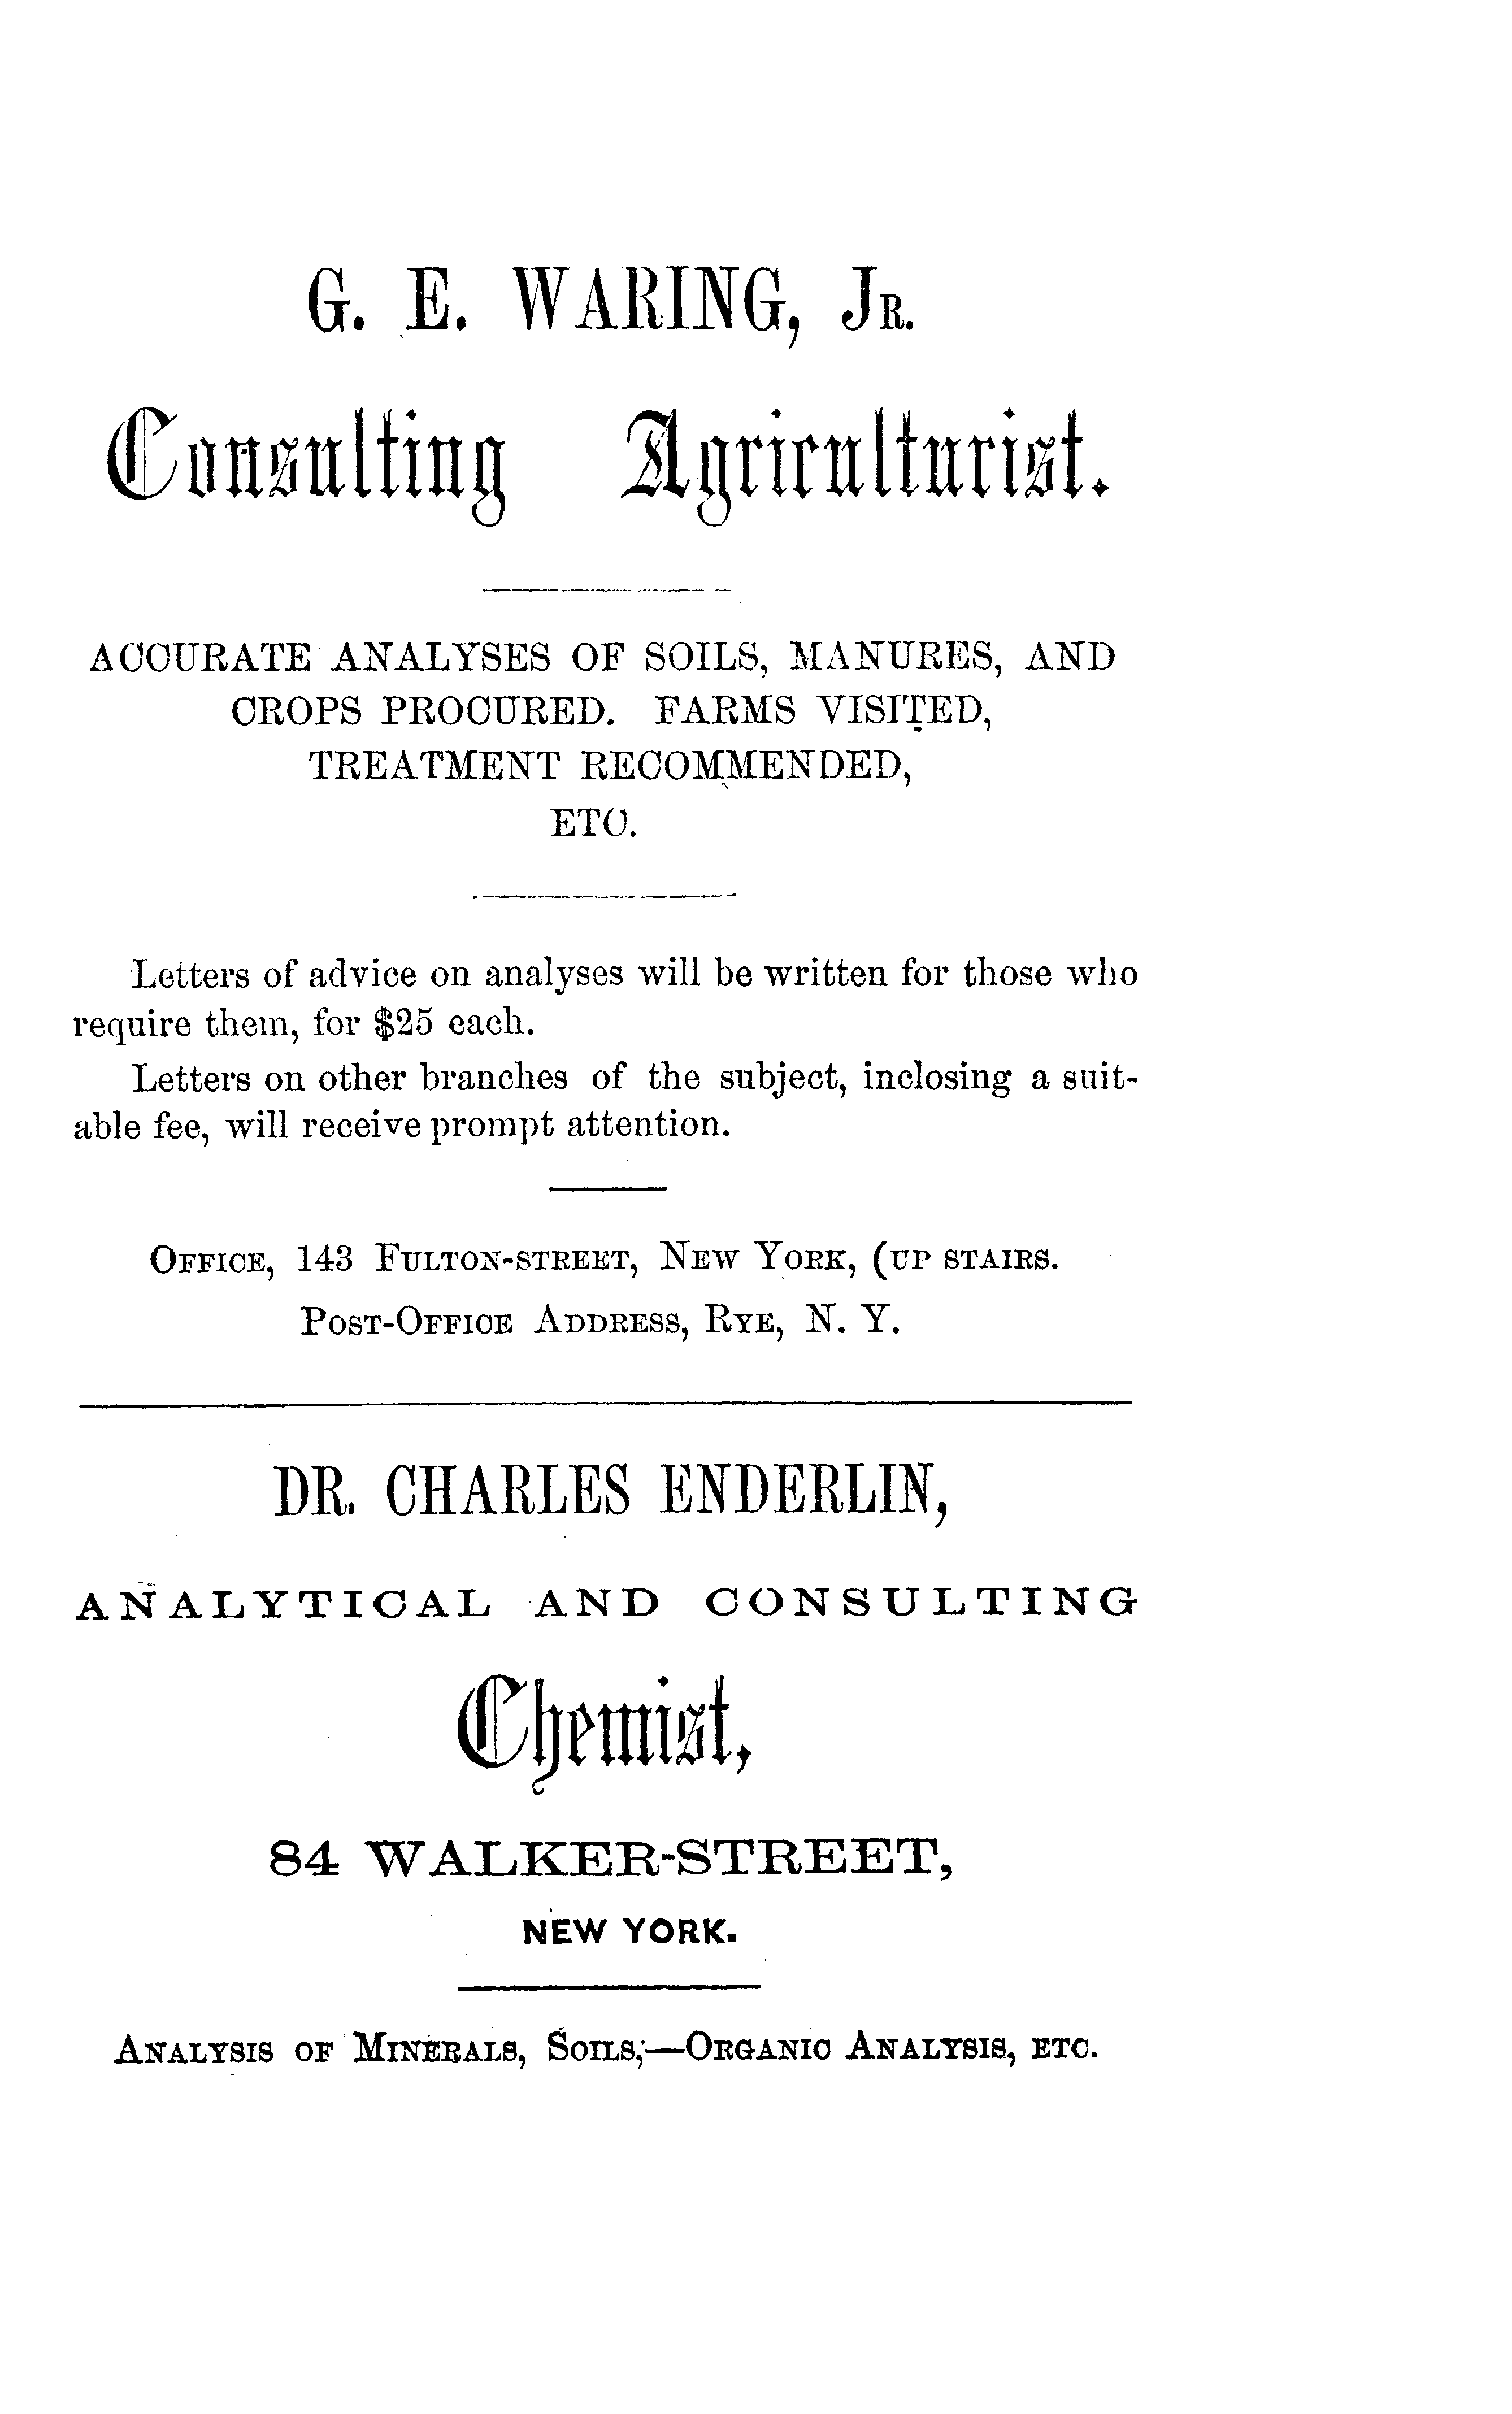 G. E. WARING, JR.
Consulting Agriculturist.
ACCURATE ANALYSES OF SOILS, MANURES, AND
CROPS PROCURED. FARMS VISITED,
TREATMENT RECOMMENDED,
ETC.
Letters of advice on analyses will be written for those who
require them, for $25 each.
Letters on other branches of the subject, inclosing a suit-
able fee, will receive prompt attention.
OFFICE, 143 FULTON-STREET, NEW YORK, (UP STAIRS.
POST-OFFICE ADDRESS, RYE, N. Y.
DR. CHARLES ENDERLIN,
ANALYTICAL AND CONSULTING
Chemist,
84 WALKER-STREET,
NEW YORK.
ANALYSIS OF MINERALS, SOILS,—ORGANIC ANALYSIS, ETC.